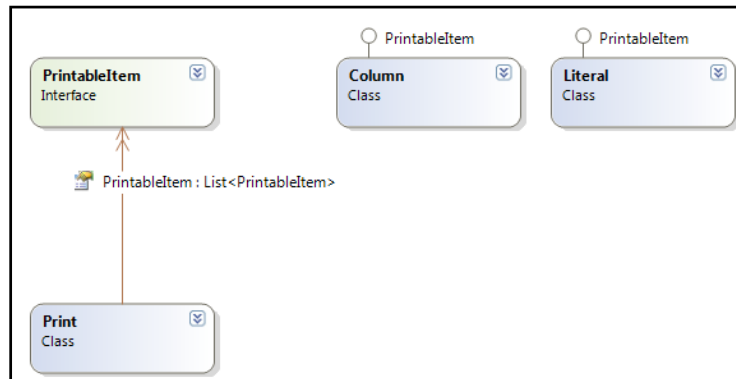 PrintableItem
Interface
PrintableItem
Column
Class
PrintableItem
Literal
Class
PrintableItem : List<PrintableItem>
Print
Class